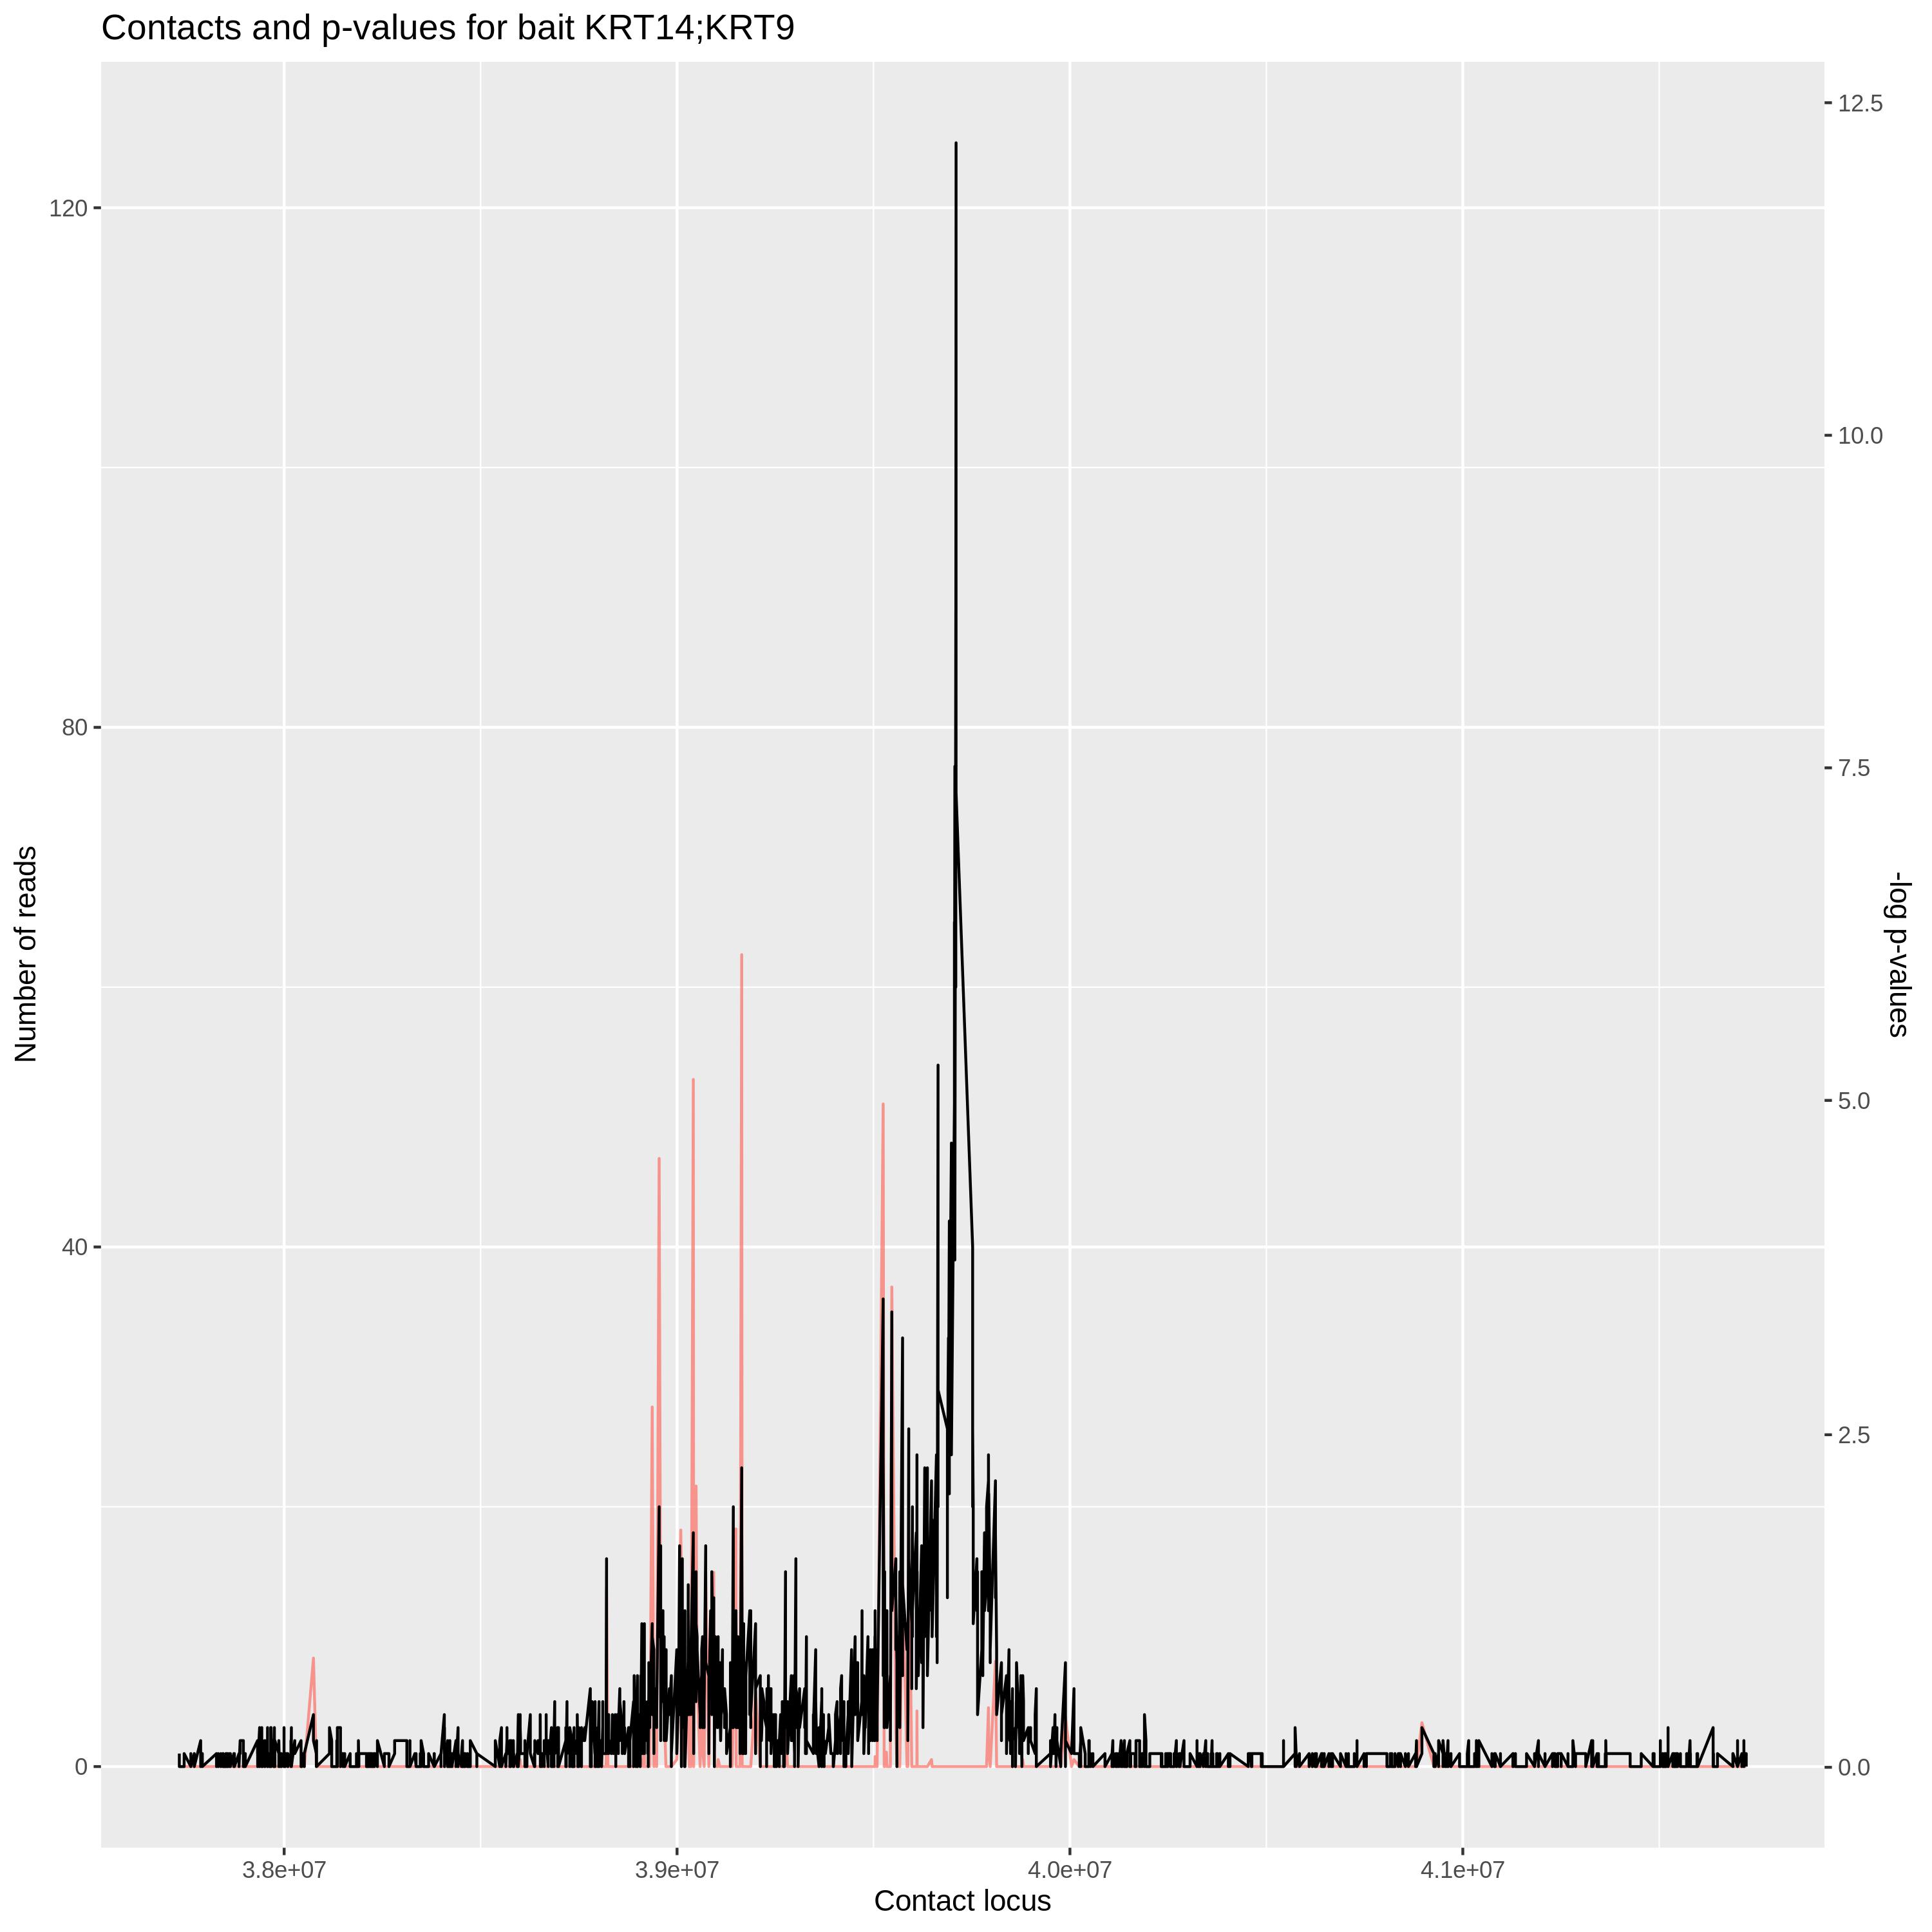 Contacts and p-values for bait KRT14;KRT9
120
80
40
0
Number of reads
12.5
10.0
7.5
5.0
2.5
0.0
-log p-values
3.8e+07
3.9e+07
4.0e+07
4.1e+07
Contact locus